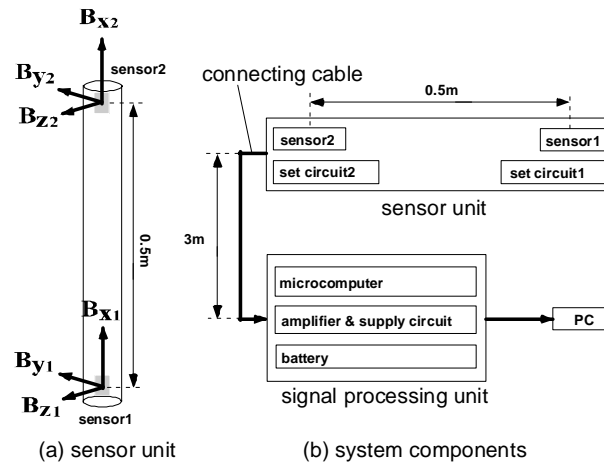 Bx2
sensor2
By2
Bz2
0.5m
Bx1
By1
Bz1
sensor1
(a) sensor unit
connecting cable
0.5m
sensor2
sensor1
set circuit2
set circuit1
sensor unit
3m
microcomputer
amplifier & supply circuit
PC
battery
signal processing unit
(b) system components